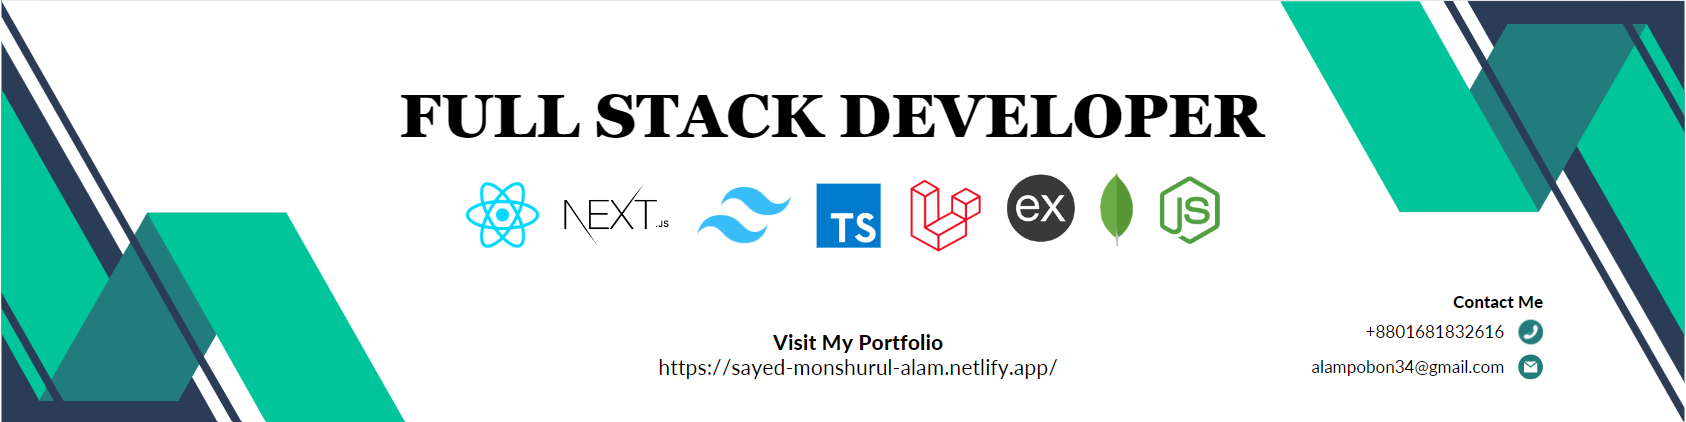 FULL STACK DEVELOPER
NEXT.JS
TS
ex
JS
Contact Me
+8801681832616
Visit My Portfolio
https://sayed-monshurul-alam.netlify.app/
alampobon34@gmail.com